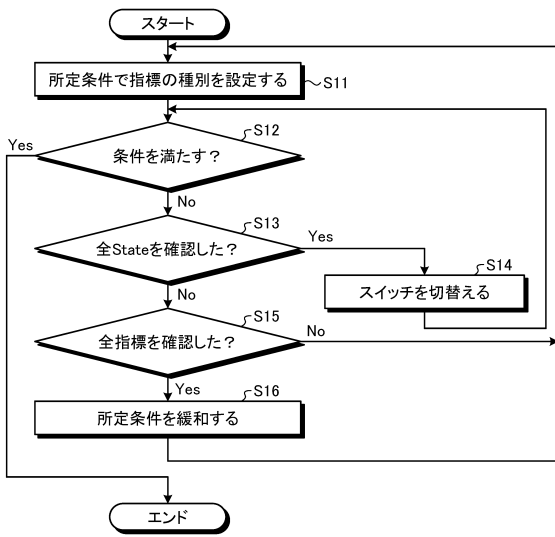 スタート
所定条件で指標の種別を設定する
S11
S12
Yes
条件を満たす？
No
S13
全Stateを確認した？
Yes
S14
スイッチを切替える
No
S15
全指標を確認した？
No
Yes
S16
所定条件を緩和する
エンド